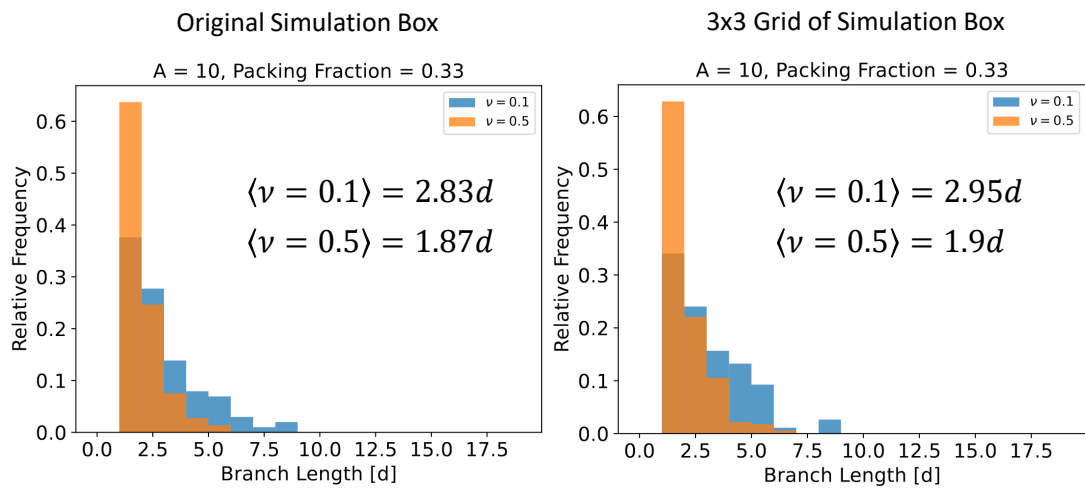 Original Simulation Box
A = 10, Packing Fraction = 0.33
Relative Frequency
0.6
0.5
0.4
0.3
0.2
0.1
0.0
ν = 0.1
ν = 0.5
⟨ν = 0.1⟩ = 2.83d
⟨ν = 0.5⟩ = 1.87d
0.0 2.5 5.0 7.5 10.0 12.5 15.0 17.5
Branch Length [d]
3x3 Grid of Simulation Box
A = 10, Packing Fraction = 0.33
Relative Frequency
0.6
0.5
0.4
0.3
0.2
0.1
0.0
ν = 0.1
ν = 0.5
⟨ν = 0.1⟩ = 2.95d
⟨ν = 0.5⟩ = 1.9d
0.0 2.5 5.0 7.5 10.0 12.5 15.0 17.5
Branch Length [d]